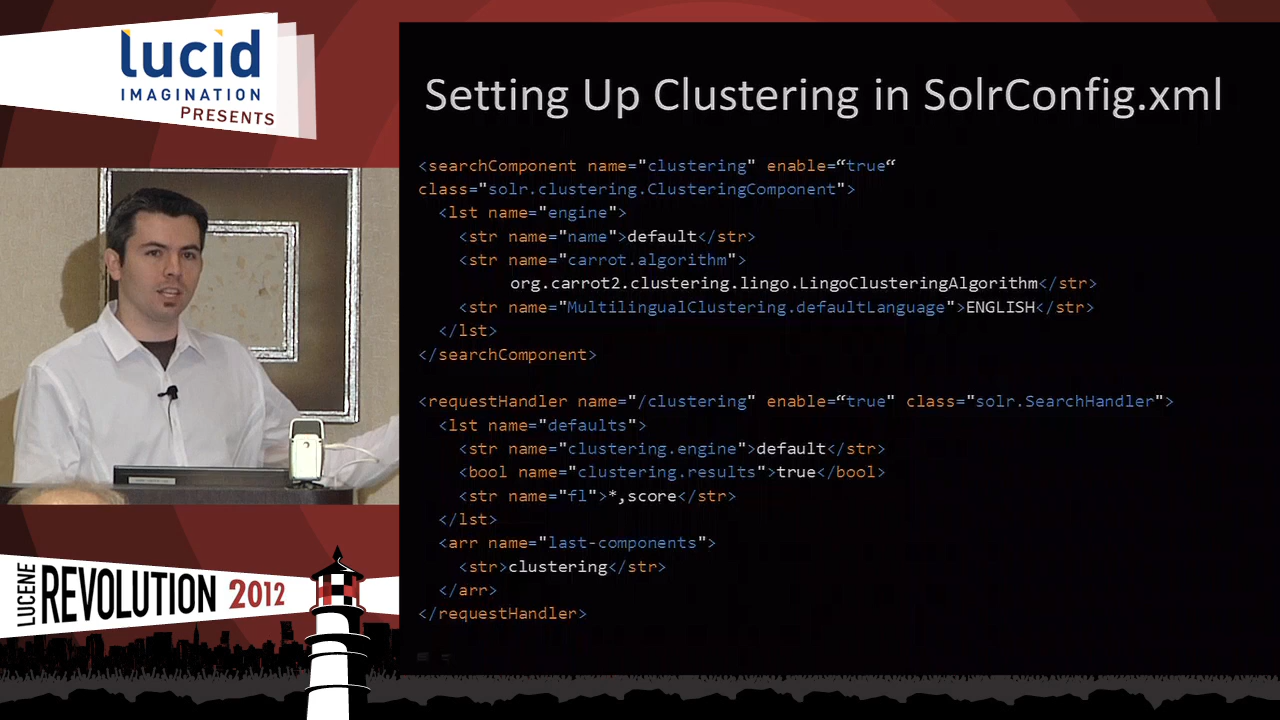 lucid
IMAGINATION
PRESENTS
Setting Up Clustering in SolrConfig.xml
<searchComponent name="clustering" enable=“true“
class="solr.clustering.ClusteringComponent">
<lst name="engine">
<str name="name">default</str>
<str name="carrot.algorithm">
org.carrot2.clustering.lingo.LingoClusteringAlgorithm</str>
<str name="MultilingualClustering.defaultLanguage">ENGLISH</str>
</lst>
</searchComponent>
<requestHandler name="/clustering" enable=“true" class="solr.SearchHandler">
<lst name="defaults">
<str name="clustering.engine">default</str>
<bool name="clustering.results">true</bool>
<str name="fl">*,score</str>
</lst>
<arr name="last-components">
<str>clustering</str>
</arr>
</requestHandler>
LUCENE
REVOLUTION 2012